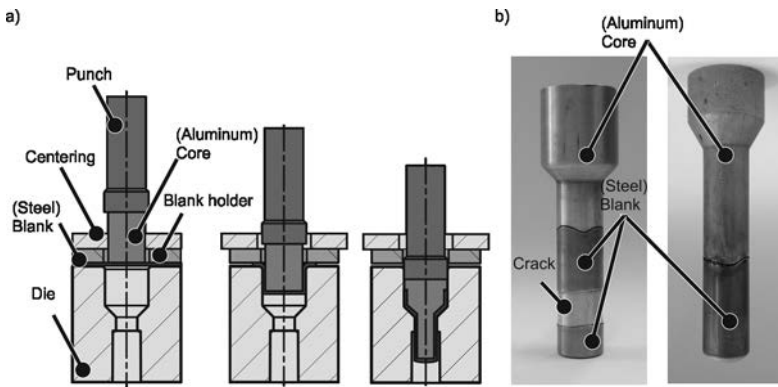 a)
Punch
(Aluminum)
Core
Centering
Blank holder
(Steel)
Blank
Die
b)
(Aluminum)
Core
(Steel)
Blank
Crack